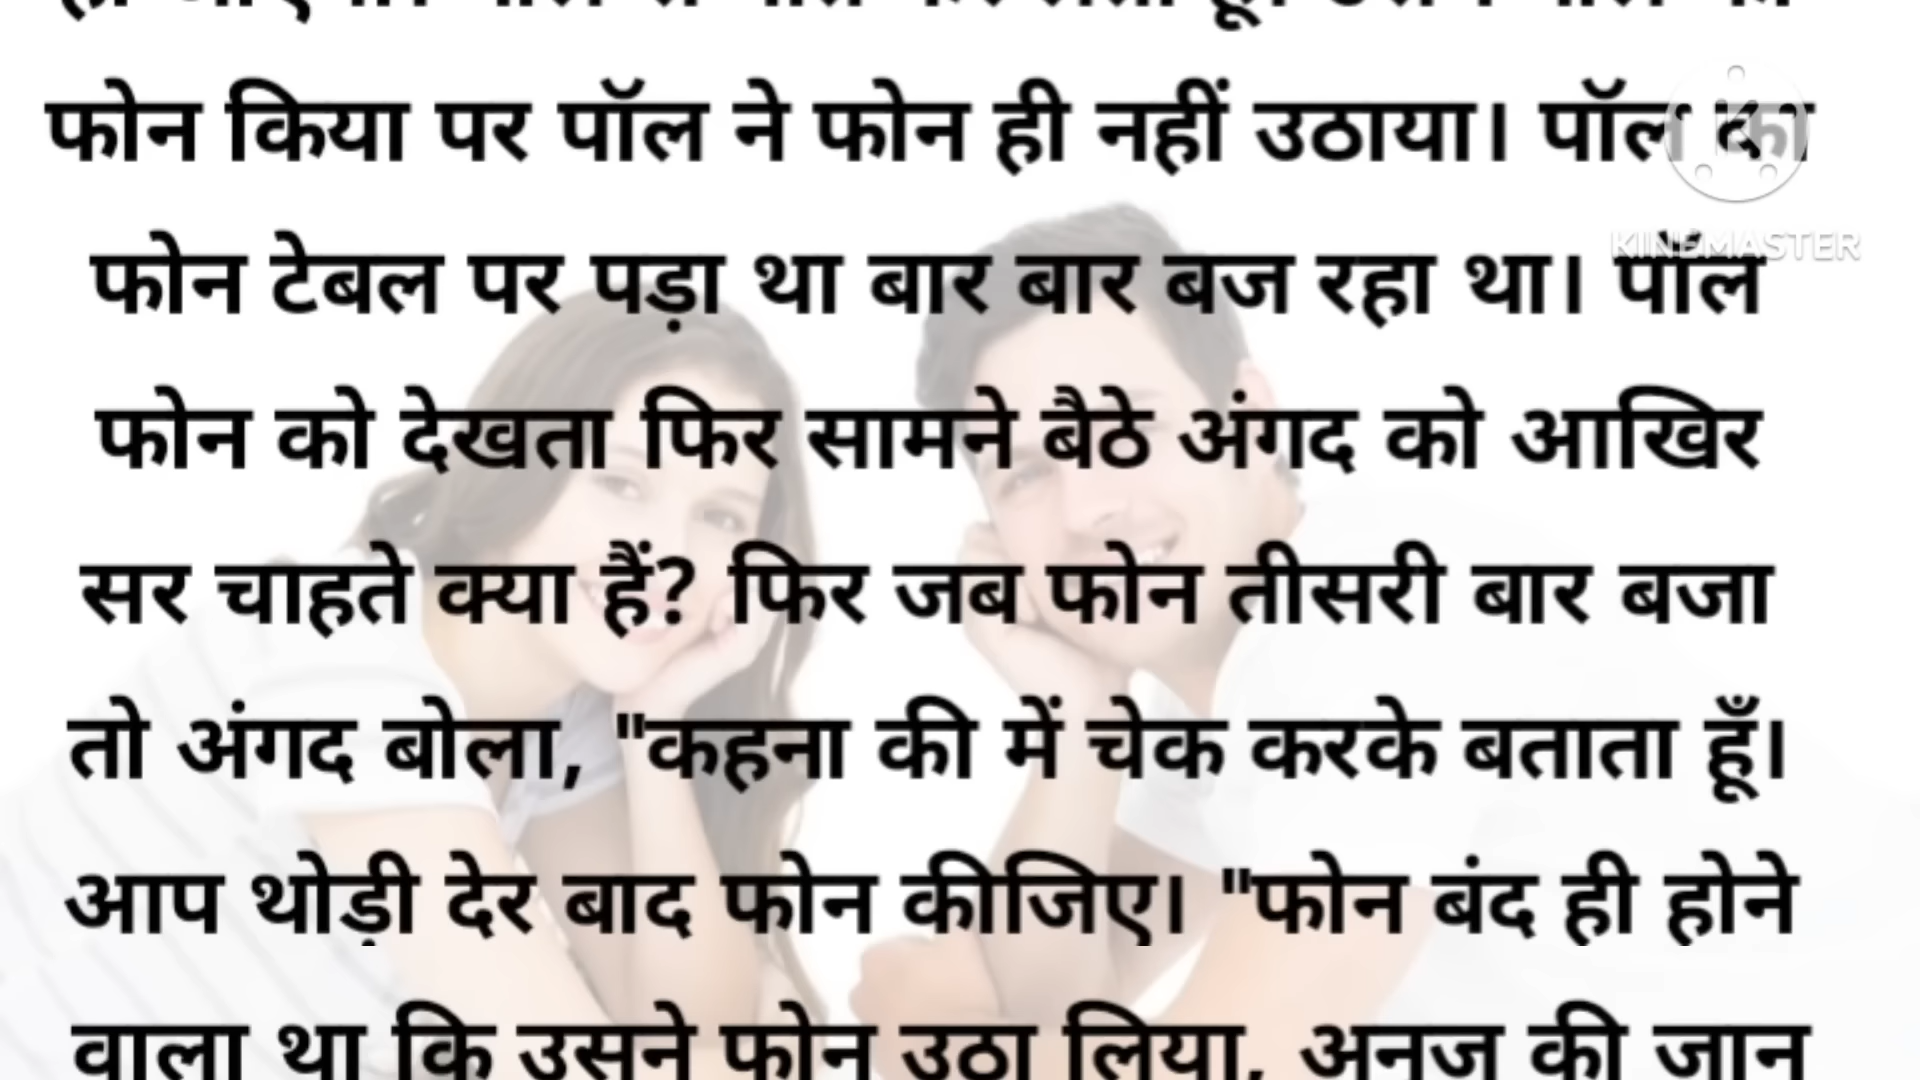 फोन किया पर पॉल ने फोन ही नहीं उठाया। पॉल का
KINEMASTER
फोन टेबल पर पड़ा था बार बार बज रहा था। पॉल
फोन को देखता फिर सामने बैठे अंगद को आखिर
सर चाहते क्या हैं? फिर जब फोन तीसरी बार बजा
तो अंगद बोला, "कहना की में चेक करके बताता हूँ।
आप थोड़ी देर बाद फोन कीजिए। "फोन बंद ही होने
वाला था कि उसने फोन उठा लिया, अनुज की जान